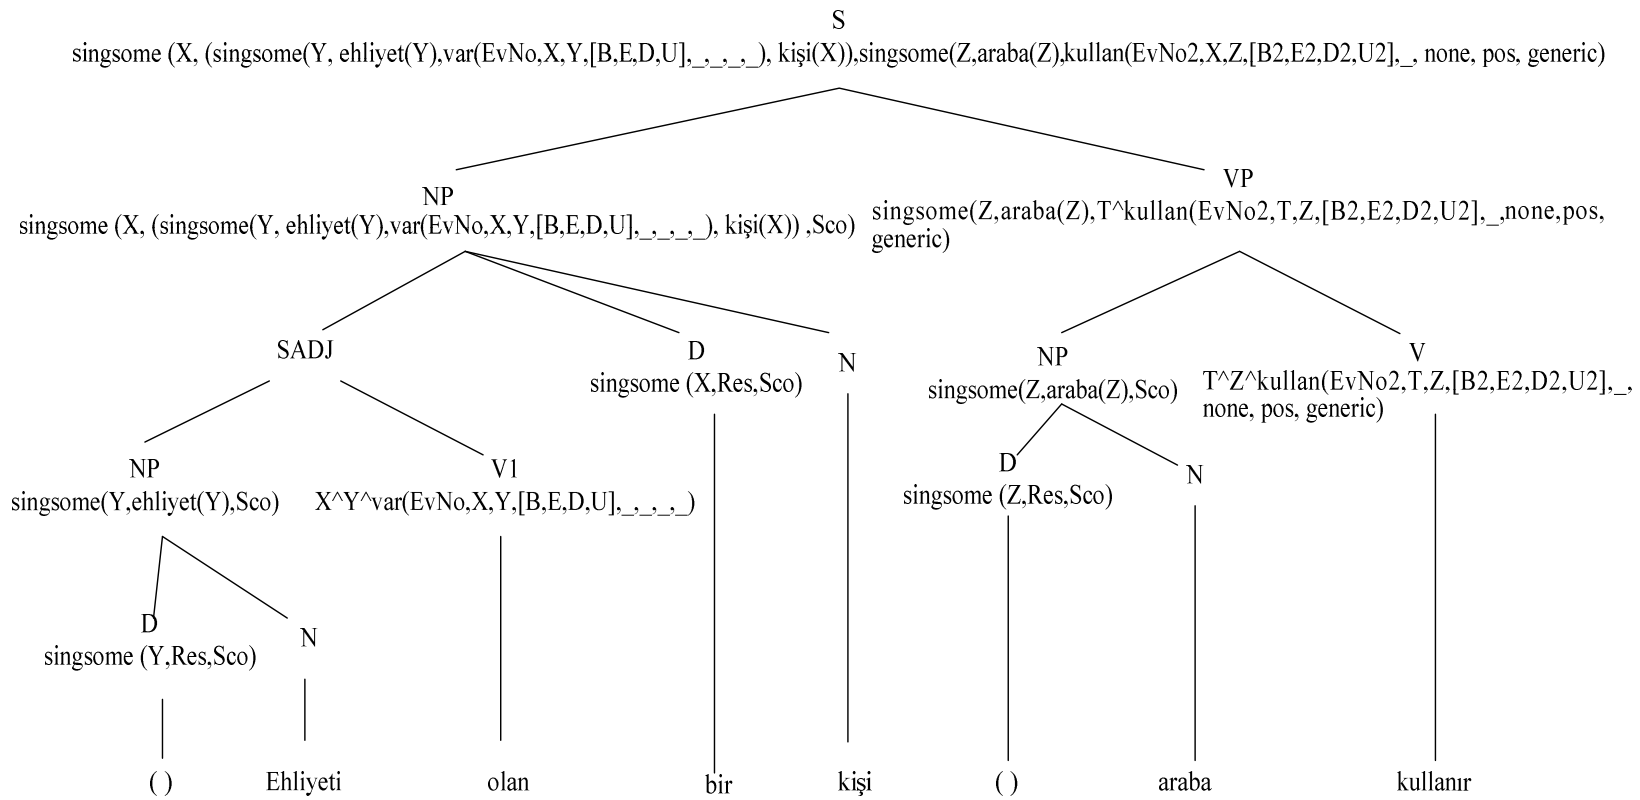 S
singsome (X, (singsome(Y, ehliyet(Y),var(EvNo,X,Y,[B,E,D,U],_,_,_,_), kişi(X)),singsome(Z,araba(Z),kullan(EvNo2,X,Z,[B2,E2,D2,U2],_, none, pos, generic)
NP
singsome (X, (singsome(Y, ehliyet(Y),var(EvNo,X,Y,[B,E,D,U],_,_,_,_), kişi(X)) ,Sco)
VP
singsome(Z,araba(Z),T^kullan(EvNo2,T,Z,[B2,E2,D2,U2],_,none,pos,
generic)
SADJ
D
singsome (X,Res,Sco)
N
NP
singsome(Z,araba(Z),Sco)
V
T^Z^kullan(EvNo2,T,Z,[B2,E2,D2,U2],_,
none, pos, generic)
NP
singsome(Y,ehliyet(Y),Sco)
V1
X^Y^var(EvNo,X,Y,[B,E,D,U],_,_,_,_)
D
singsome (Z,Res,Sco)
N
D
singsome (Y,Res,Sco)
N
( ) Ehliyeti olan bir kişi ( ) araba kullanır